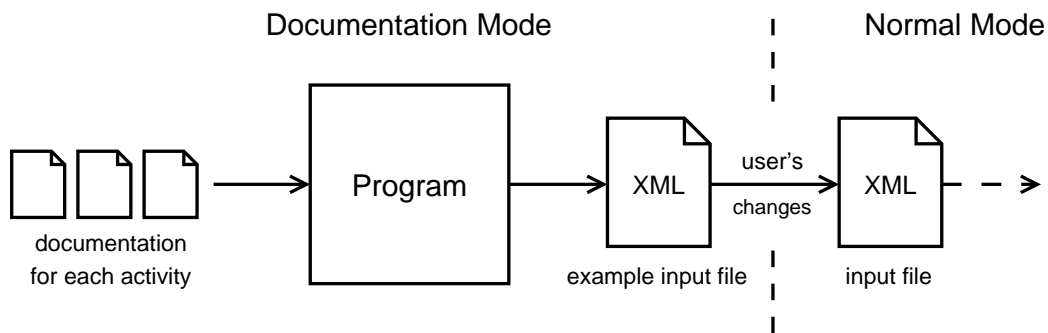 Documentation Mode
Normal Mode
Program
XML
user's
changes
XML
documentation
for each activity
example input file
input file